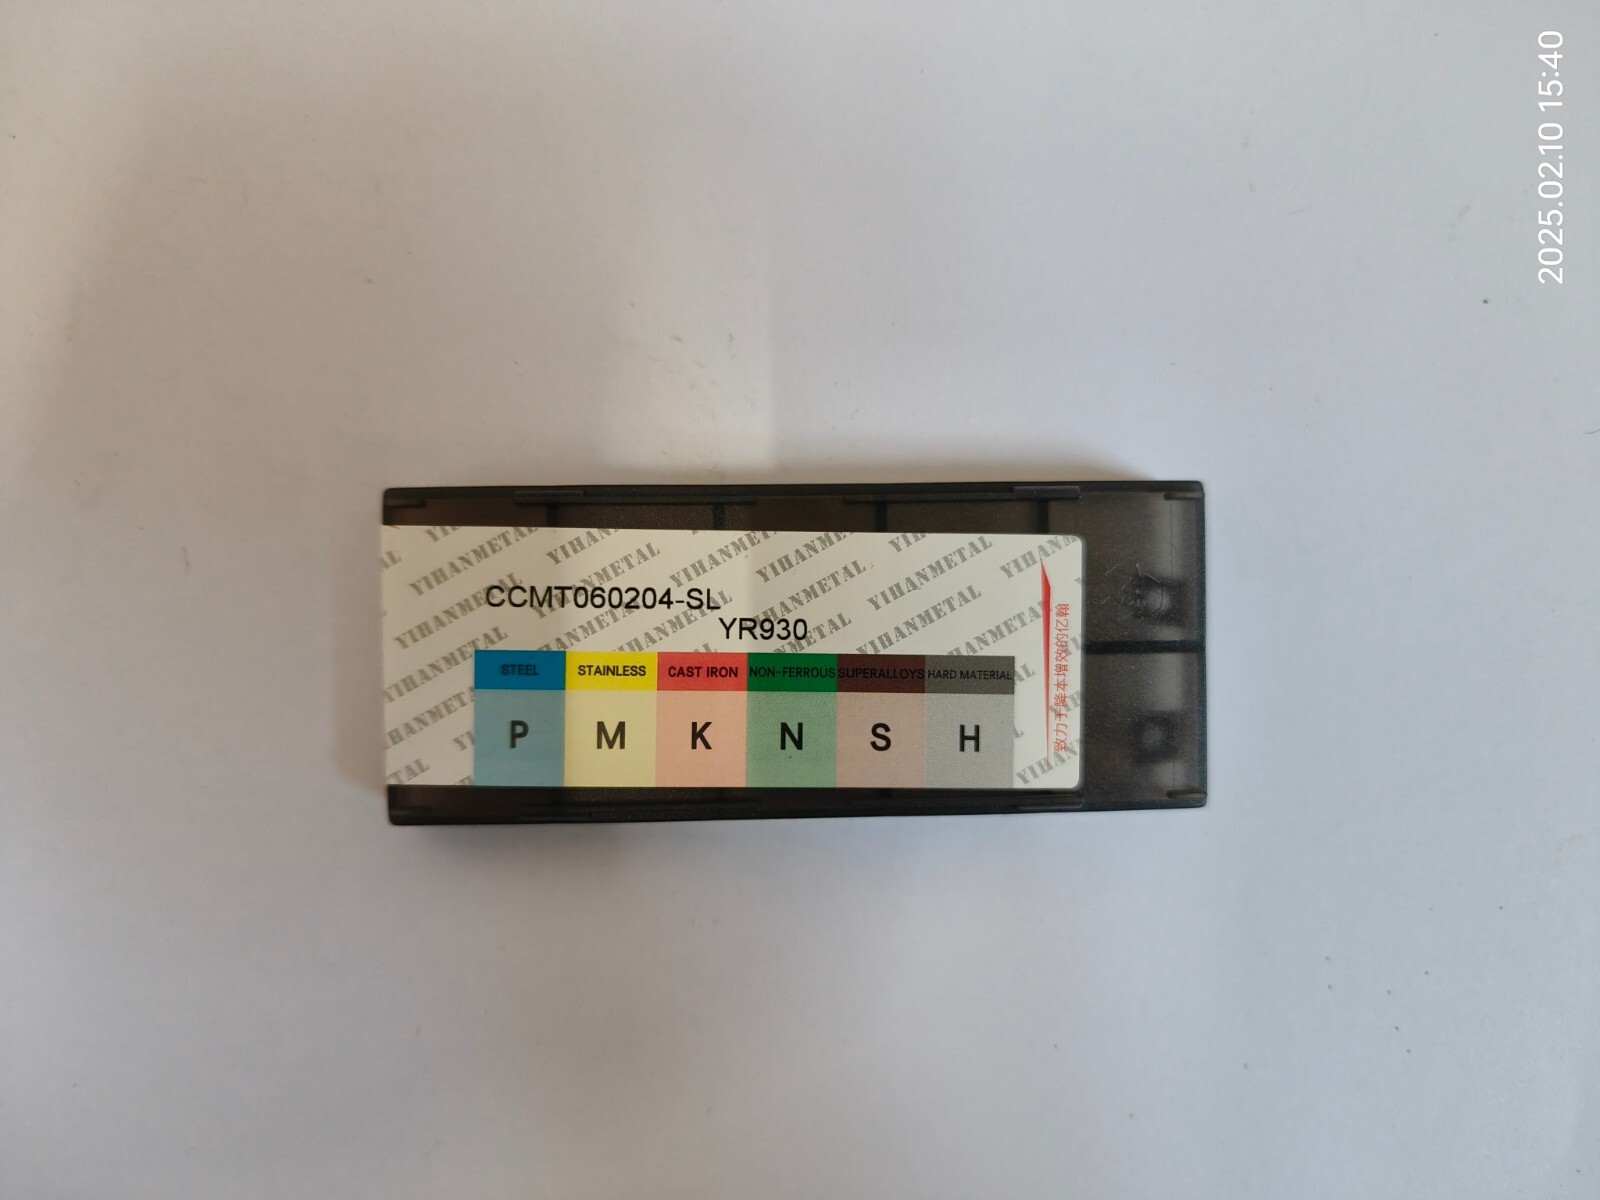 2025.02.10 15:40
YIHANMETAL
CCMT060204-SL
YR930
STEEL STAINLESS CAST IRON NON-FERROUS SUPERALLOYS HARD MATERIAL
P M K N S H
致力于降本增效的亿翰